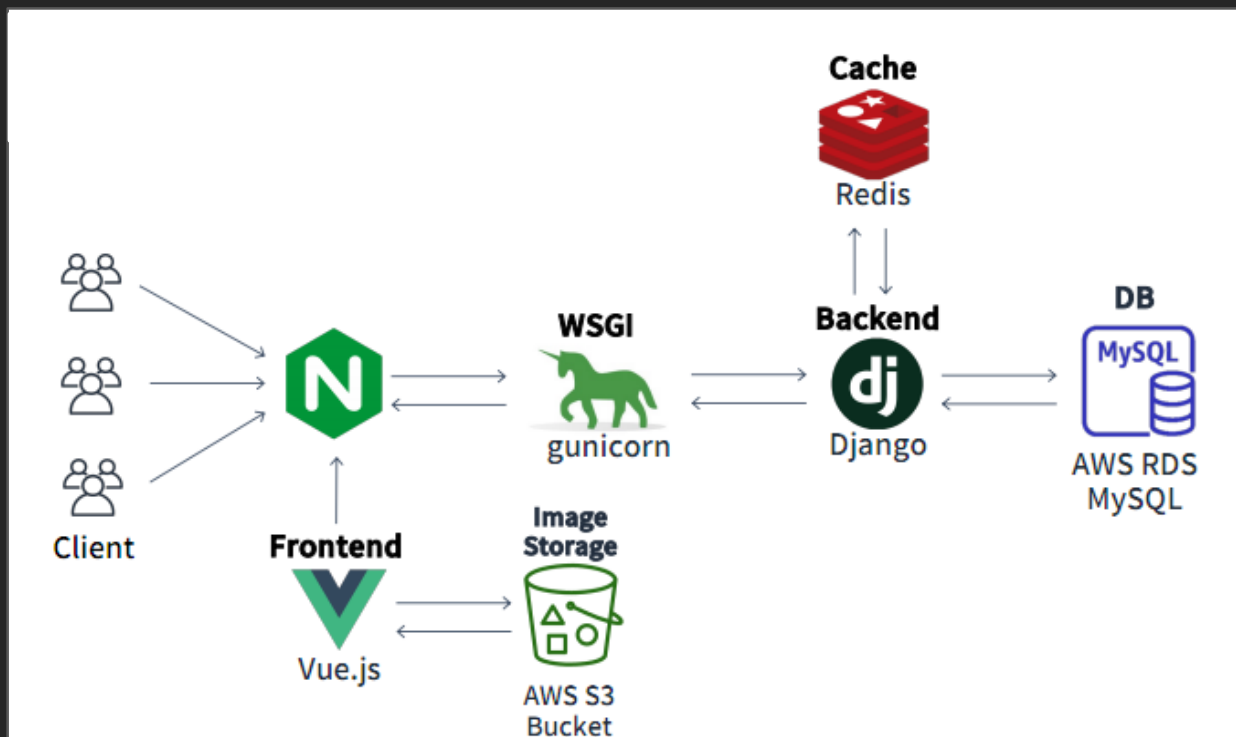 Cache
Redis
WSGI
gunicorn
Backend
dj
Django
DB
MySQL
AWS RDS
MySQL
N
Client
Frontend
Vue.js
Image
Storage
AWS S3
Bucket